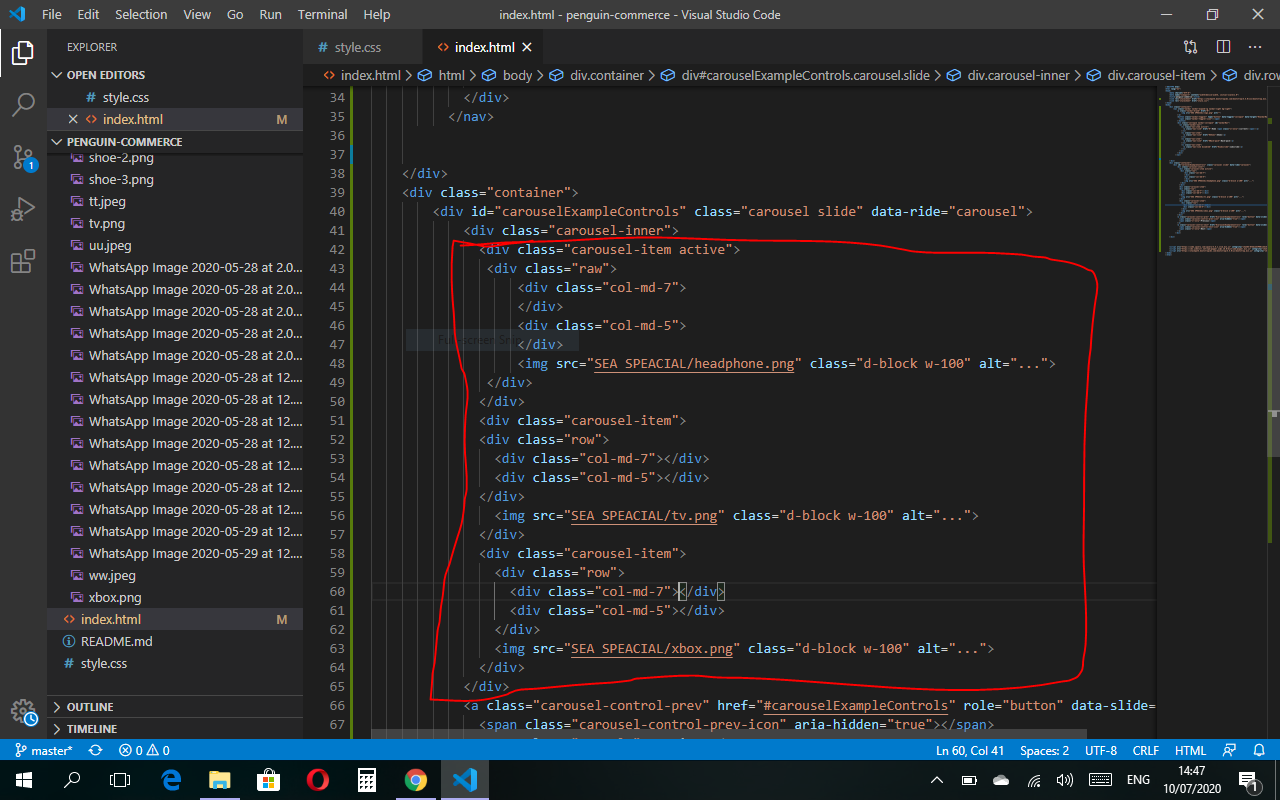 File Edit Selection View Go Run Terminal Help
index.html - penguin-commerce - Visual Studio Code
EXPLORER
OPEN EDITORS
# style.css
<> index.html M
PENGUIN-COMMERCE
shoe-2.png
shoe-3.png
tt.jpeg
tv.png
uu.jpeg
WhatsApp Image 2020-05-28 at 2.0...
WhatsApp Image 2020-05-28 at 2.0...
WhatsApp Image 2020-05-28 at 2.0...
WhatsApp Image 2020-05-28 at 2.0...
WhatsApp Image 2020-05-28 at 2.0...
WhatsApp Image 2020-05-28 at 12....
WhatsApp Image 2020-05-28 at 12....
WhatsApp Image 2020-05-28 at 12....
WhatsApp Image 2020-05-28 at 12....
WhatsApp Image 2020-05-28 at 12....
WhatsApp Image 2020-05-28 at 12....
WhatsApp Image 2020-05-28 at 12....
WhatsApp Image 2020-05-29 at 12....
WhatsApp Image 2020-05-29 at 12....
ww.jpeg
xbox.png
<> index.html M
README.md
# style.css
OUTLINE
TIMELINE
# style.css
<> index.html
<> index.html > html > body > div.container > div#carouselExampleControls.carousel.slide > div.carousel-inner > div.carousel-item > div.row
34 </div>
35 </nav>
36
37
38 </div>
39 <div class="container">
40 <div id="carouselExampleControls" class="carousel slide" data-ride="carousel">
41 <div class="carousel-inner">
42 <div class="carousel-item active">
43 <div class="raw">
44 <div class="col-md-7">
45 </div>
46 <div class="col-md-5">
47 </div>
48 <img src="SEA SPEACIAL/headphone.png" class="d-block w-100" alt="...">
49 </div>
50 </div>
51 <div class="carousel-item">
52 <div class="row">
53 <div class="col-md-7"></div>
54 <div class="col-md-5"></div>
55 </div>
56 <img src="SEA SPEACIAL/tv.png" class="d-block w-100" alt="...">
57 </div>
58 <div class="carousel-item">
59 <div class="row">
60 <div class="col-md-7"></div>
61 <div class="col-md-5"></div>
62 </div>
63 <img src="SEA SPEACIAL/xbox.png" class="d-block w-100" alt="...">
64 </div>
65 </div>
66 <a class="carousel-control-prev" href="#carouselExampleControls" role="button" data-slide=
67 <span class="carousel-control-prev-icon" aria-hidden="true"></span>
1
master* 0 0
Ln 60, Col 41 Spaces: 2 UTF-8 CRLF HTML
ENG
14:47
10/07/2020
1